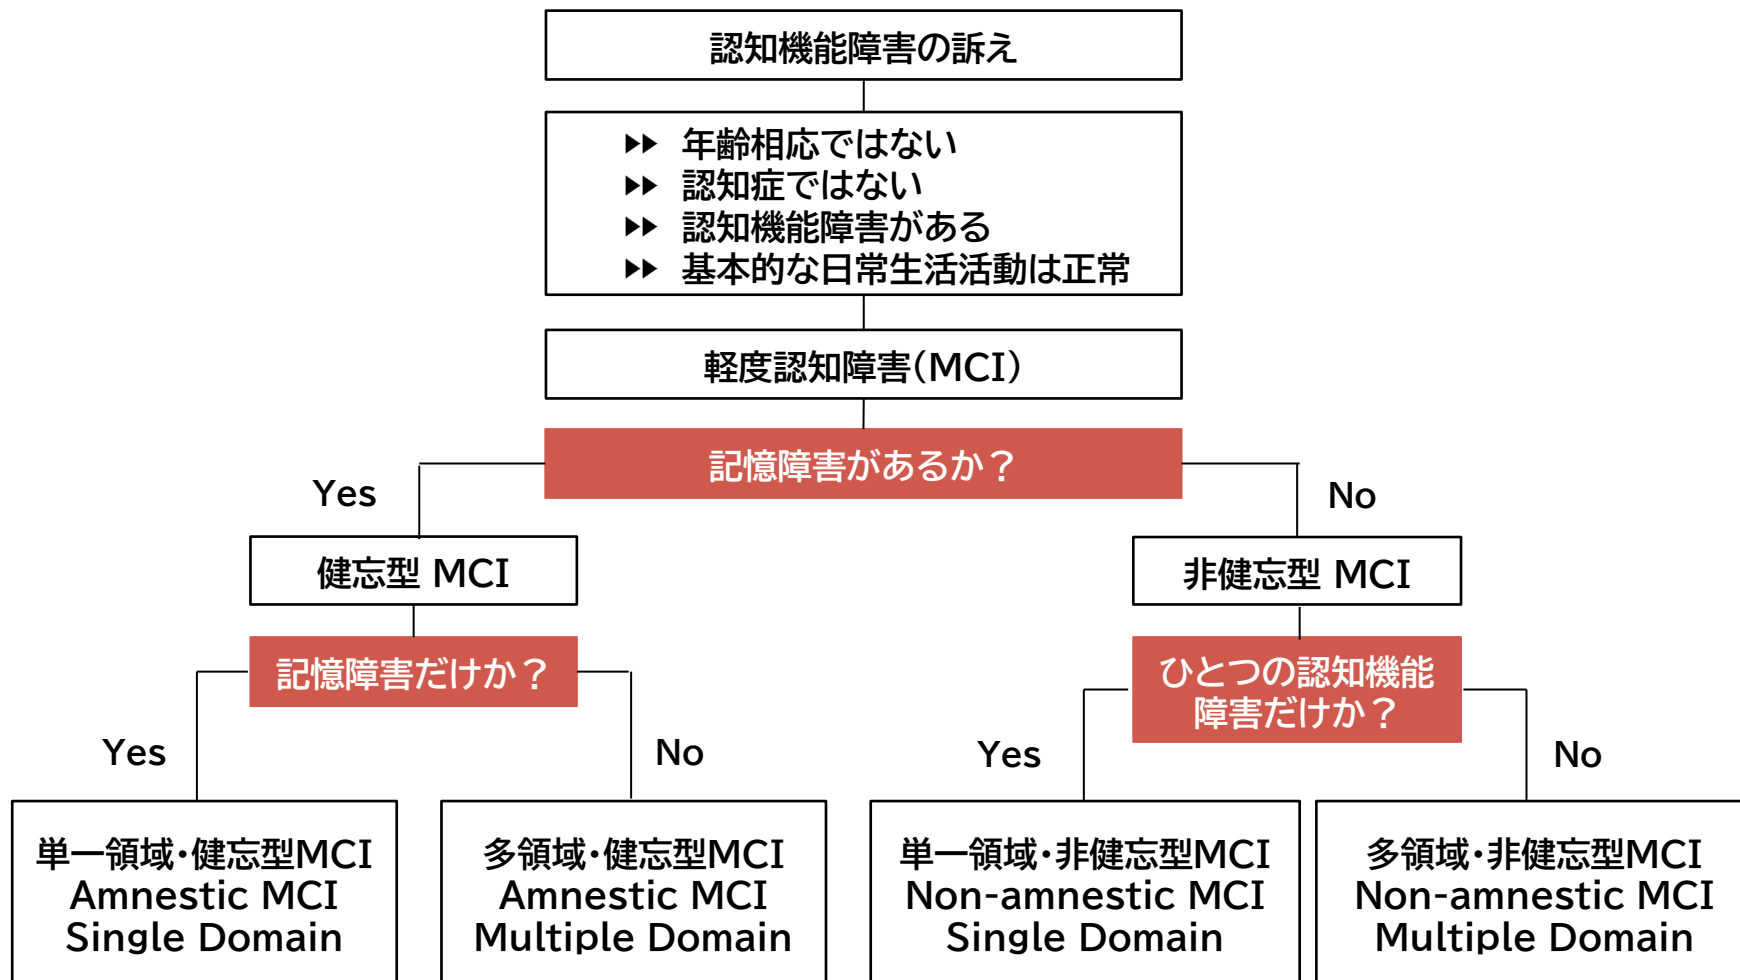 認知機能障害の訴え
▶▶ 年齢相応ではない
▶▶ 認知症ではない
▶▶ 認知機能障害がある
▶▶ 基本的な日常生活活動は正常
軽度認知障害（MCI）
記憶障害があるか？
Yes
No
健忘型 MCI
非健忘型 MCI
記憶障害だけか？
ひとつの認知機能
障害だけか？
Yes
No
Yes
No
単一領域・健忘型MCI
Amnestic MCI
Single Domain
多領域・健忘型MCI
Amnestic MCI
Multiple Domain
単一領域・非健忘型MCI
Non-amnestic MCI
Single Domain
多領域・非健忘型MCI
Non-amnestic MCI
Multiple Domain